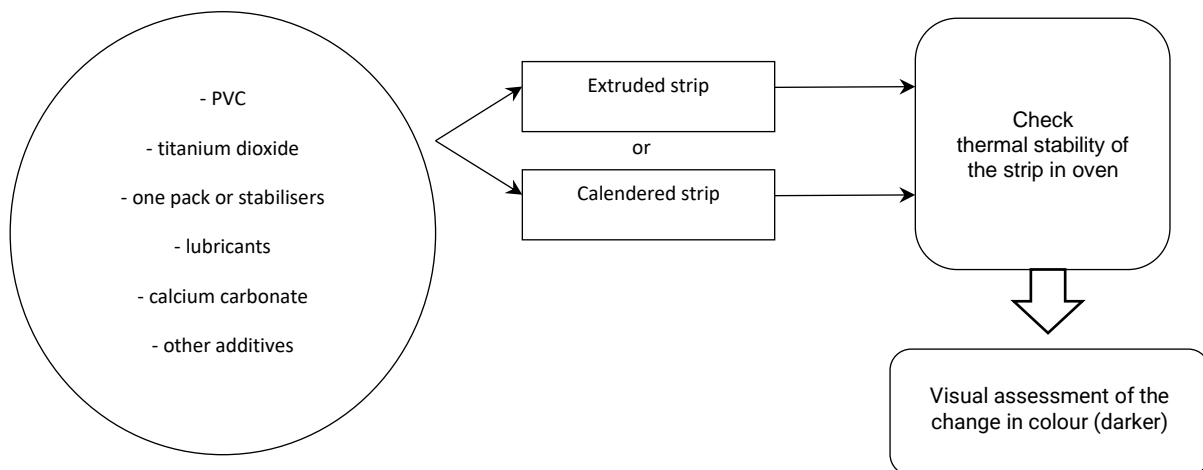 - PVC
- titanium dioxide
- one pack or stabilisers
- lubricants
- calcium carbonate
- other additives
Extruded strip
or
Calendered strip
Check
thermal stability of
the strip in oven
Visual assessment of the
change in colour (darker)